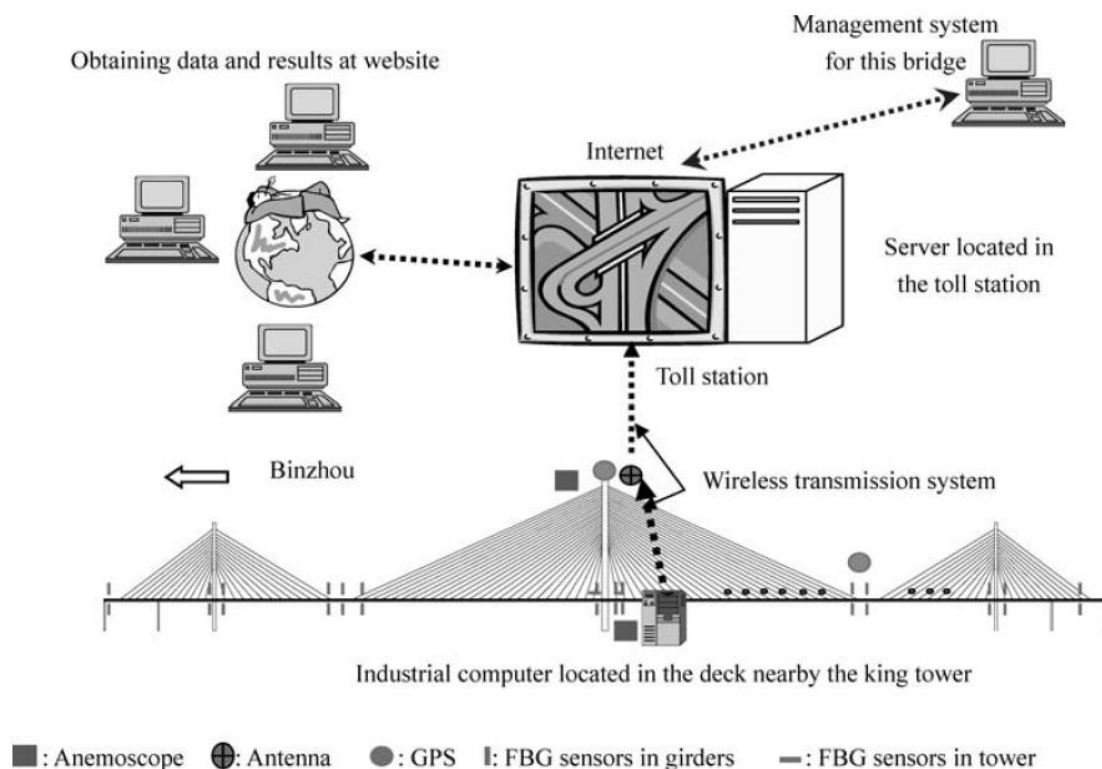 Management system
for this bridge
Obtaining data and results at website
Internet
Server located in
the toll station
Toll station
Binzhou
Wireless transmission system
Industrial computer located in the deck nearby the king tower
: Anemoscope : Antenna : GPS : FBG sensors in girders : FBG sensors in tower